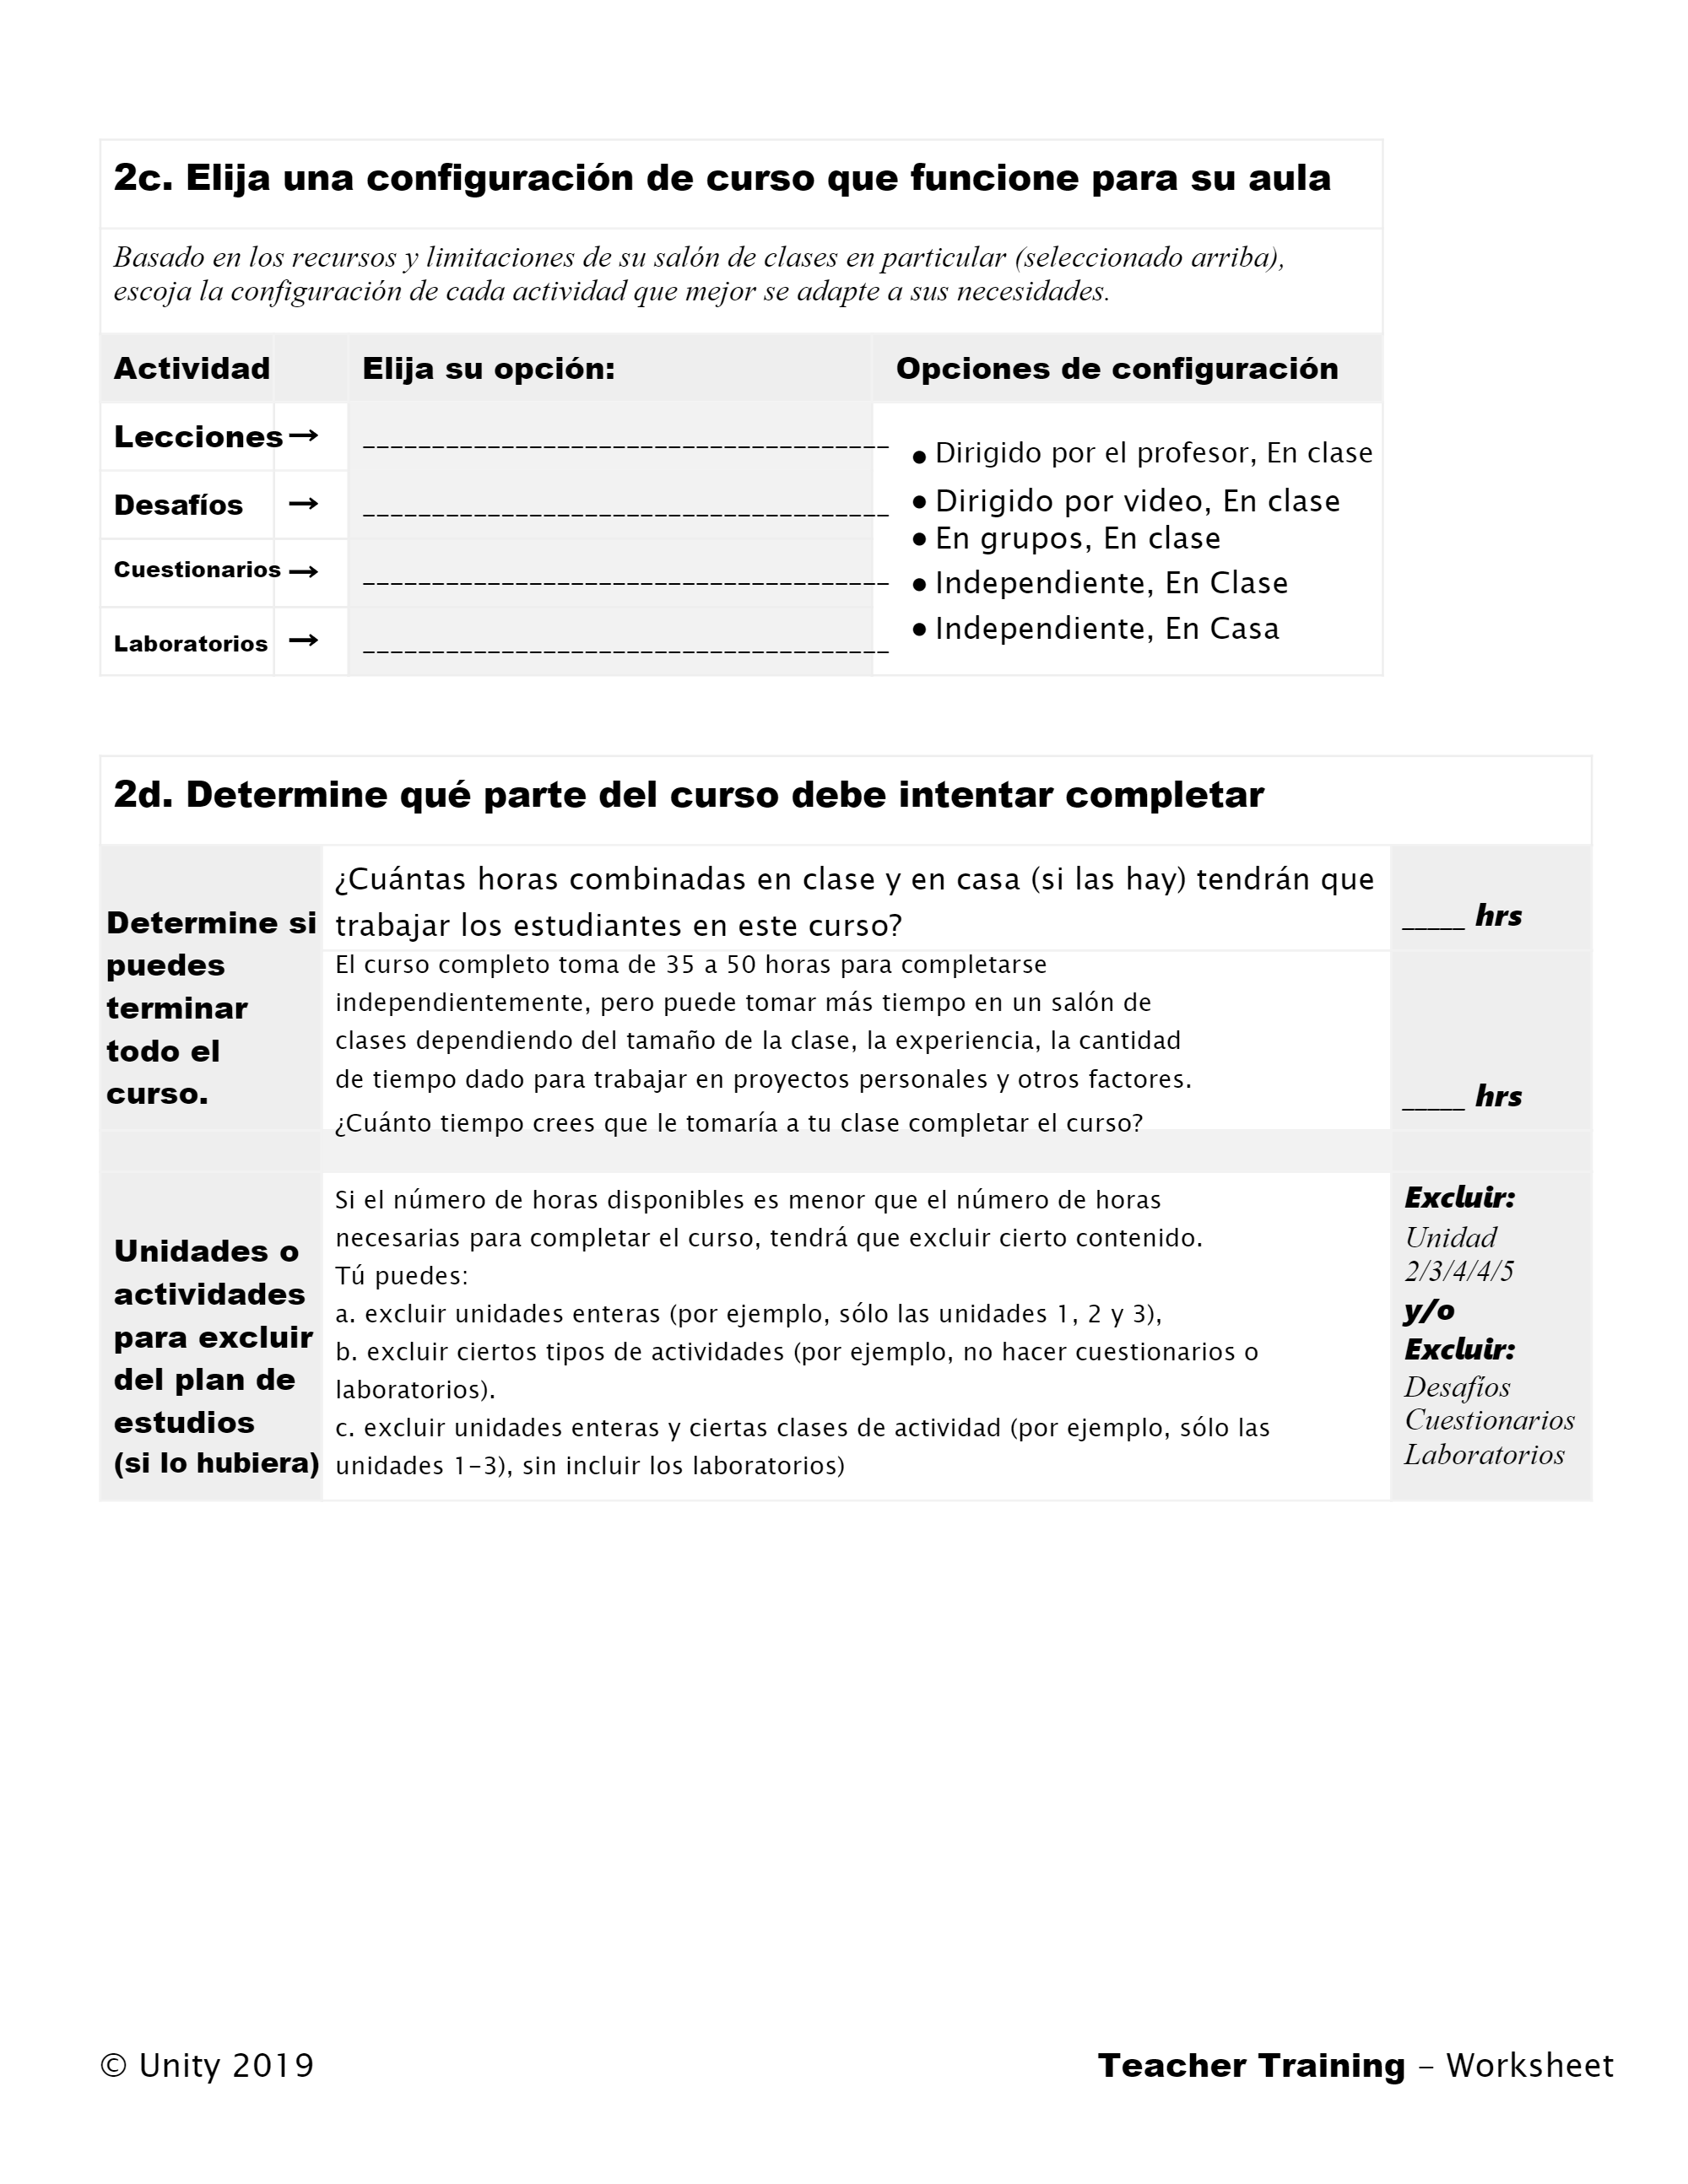 2c. Elija una configuración de curso que funcione para su aula
Basado en los recursos y limitaciones de su salón de clases en particular (seleccionado arriba),
escoja la configuración de cada actividad que mejor se adapte a sus necesidades.
Actividad Elija su opción: Opciones de configuración
Lecciones → ______________________________________
Desafíos → ______________________________________
Cuestionarios → ______________________________________
Laboratorios → ______________________________________
● Dirigido por el profesor, En clase
● Dirigido por video, En clase
● En grupos, En clase
● Independiente, En Clase
● Independiente, En Casa
2d. Determine qué parte del curso debe intentar completar
Determine si
puedes
terminar
todo el
curso.
¿Cuántas horas combinadas en clase y en casa (si las hay) tendrán que
trabajar los estudiantes en este curso?
_____ hrs
El curso completo toma de 35 a 50 horas para completarse
independientemente, pero puede tomar más tiempo en un salón de
clases dependiendo del tamaño de la clase, la experiencia, la cantidad
de tiempo dado para trabajar en proyectos personales y otros factores.
¿Cuánto tiempo crees que le tomaría a tu clase completar el curso?
_____ hrs
Unidades o
actividades
para excluir
del plan de
estudios
(si lo hubiera)
Si el número de horas disponibles es menor que el número de horas
necesarias para completar el curso, tendrá que excluir cierto contenido.
Tú puedes:
a. excluir unidades enteras (por ejemplo, sólo las unidades 1, 2 y 3),
b. excluir ciertos tipos de actividades (por ejemplo, no hacer cuestionarios o
laboratorios).
c. excluir unidades enteras y ciertas clases de actividad (por ejemplo, sólo las
unidades 1-3), sin incluir los laboratorios)
Excluir:
Unidad
2/3/4/4/5
y/o
Excluir:
Desafíos
Cuestionarios
Laboratorios
© Unity 2019
Teacher Training – Worksheet